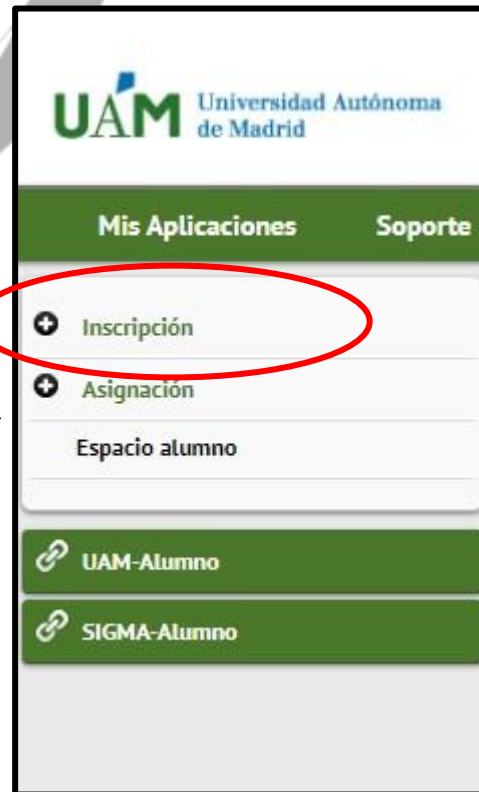 UAM Universidad Autónoma
de Madrid
Mis Aplicaciones Soporte
Inscripción
Asignación
Espacio alumno
UAM-Alumno
SIGMA-Alumno